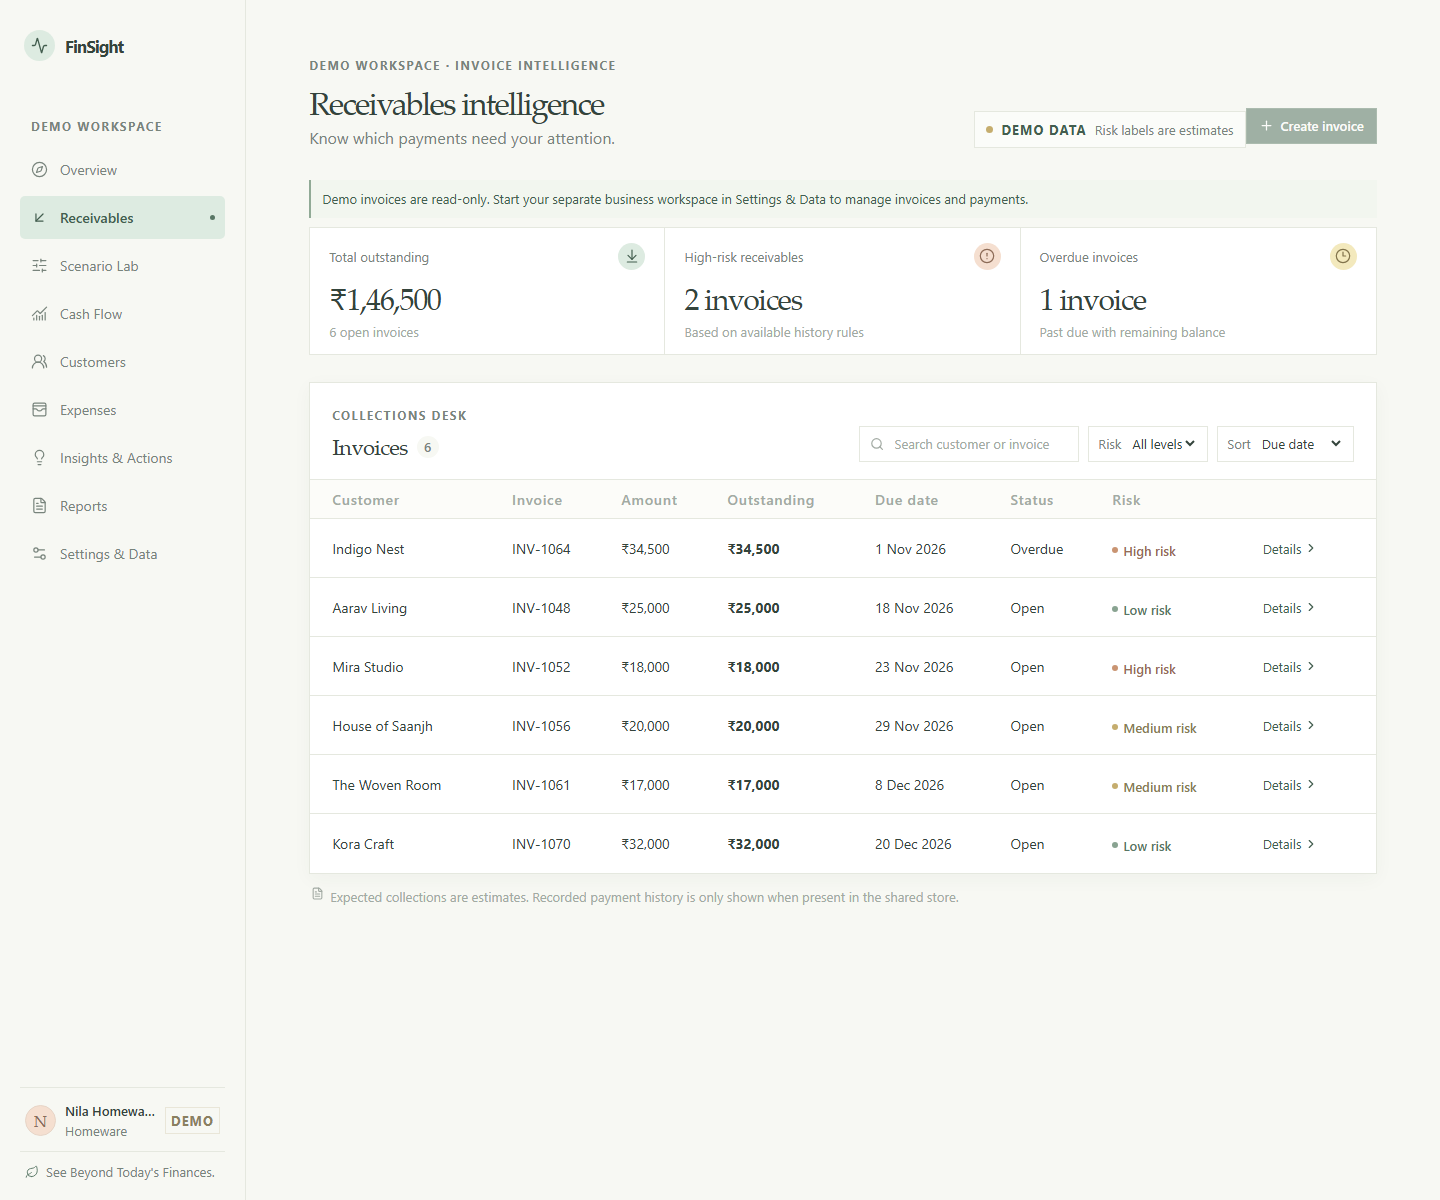 FinSight
DEMO WORKSPACE
Overview
Receivables
Scenario Lab
Cash Flow
Customers
Expenses
Insights & Actions
Reports
Settings & Data
N
Nila Homewa...
Homeware
DEMO
See Beyond Today's Finances.
DEMO WORKSPACE · INVOICE INTELLIGENCE
Receivables intelligence
Know which payments need your attention.
DEMO DATA Risk labels are estimates
+ Create invoice
Demo invoices are read-only. Start your separate business workspace in Settings & Data to manage invoices and payments.
Total outstanding
₹1,46,500
6 open invoices
High-risk receivables
2 invoices
Based on available history rules
Overdue invoices
1 invoice
Past due with remaining balance
COLLECTIONS DESK
Invoices 6
Search customer or invoice
Risk All levels
Sort Due date
Customer Invoice Amount Outstanding Due date Status Risk
Indigo Nest INV-1064 ₹34,500 ₹34,500 1 Nov 2026 Overdue High risk Details
Aarav Living INV-1048 ₹25,000 ₹25,000 18 Nov 2026 Open Low risk Details
Mira Studio INV-1052 ₹18,000 ₹18,000 23 Nov 2026 Open High risk Details
House of Saanjh INV-1056 ₹20,000 ₹20,000 29 Nov 2026 Open Medium risk Details
The Woven Room INV-1061 ₹17,000 ₹17,000 8 Dec 2026 Open Medium risk Details
Kora Craft INV-1070 ₹32,000 ₹32,000 20 Dec 2026 Open Low risk Details
Expected collections are estimates. Recorded payment history is only shown when present in the shared store.